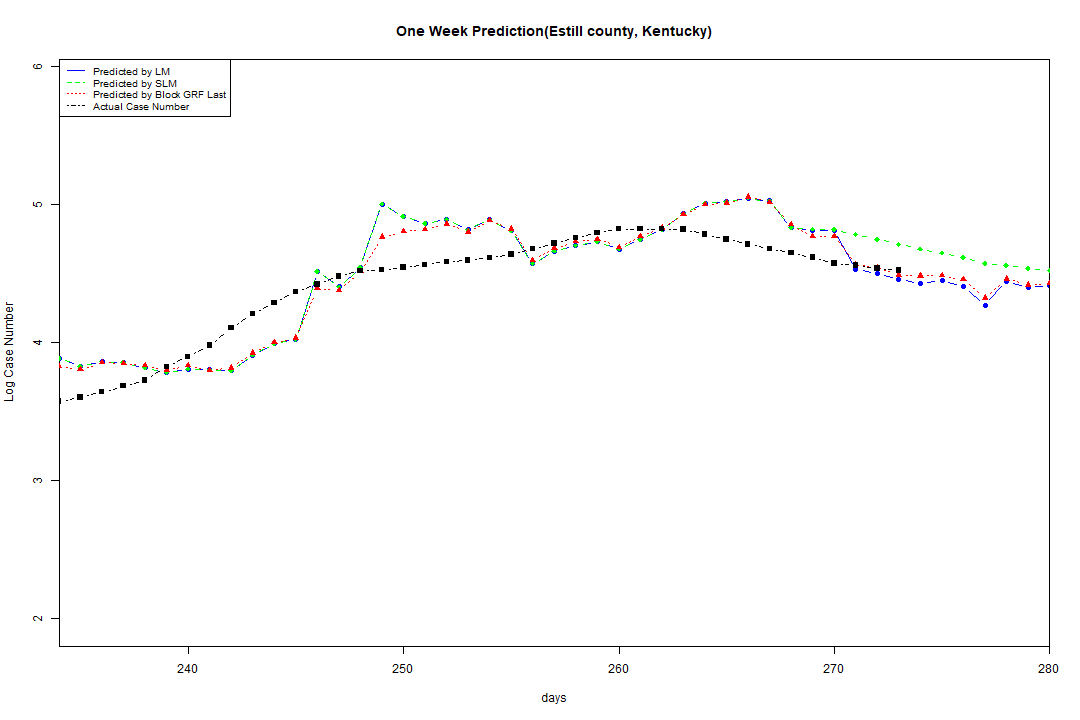 One Week Prediction(Estill county, Kentucky)
Predicted by LM
Predicted by SLM
Predicted by Block GRF Last
Actual Case Number
6
5
4
3
2
Log Case Number
240
250
260
270
280
days